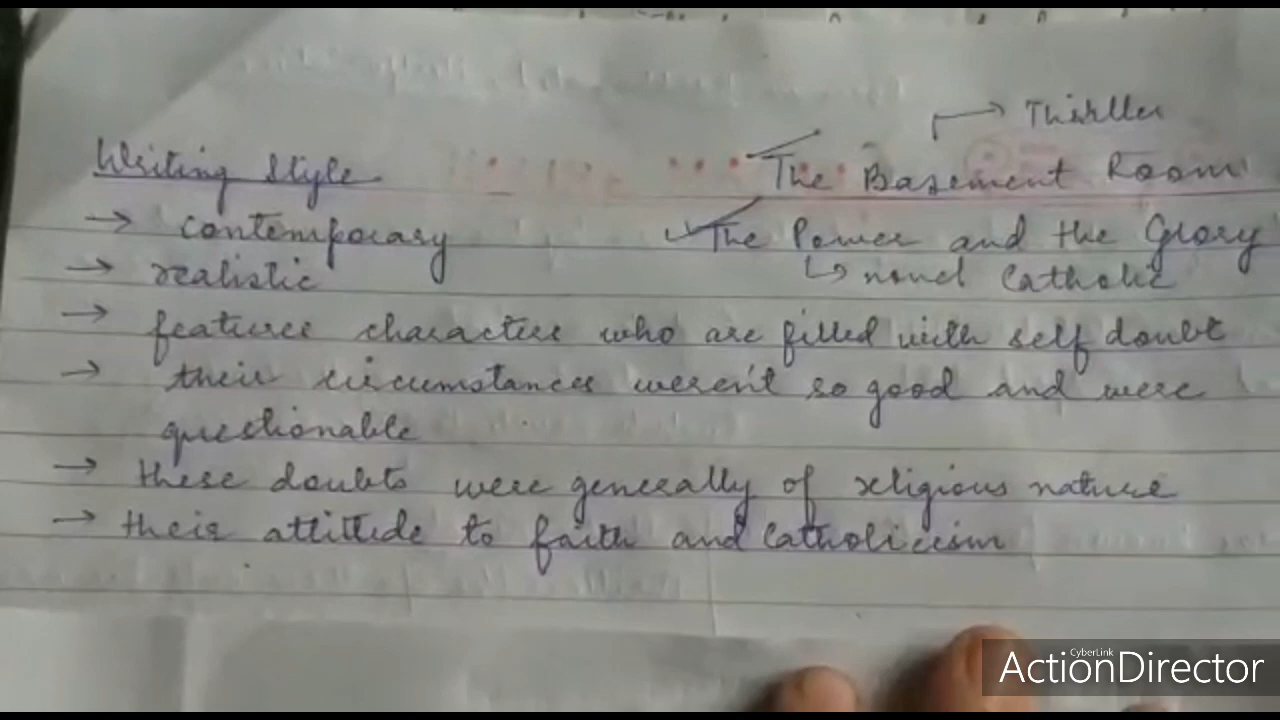 Thirller
Writing Style
The Basement Room
→ contemporary
The Power and the Glory
→ realistic
↳ novel Catholic
→ features characters who are filled with self doubt
→ their circumstances weren't so good and were
questionable
→ these doubts were generally of religious nature
→ their attitude to faith and Catholicism
CyberLink
ActionDirector